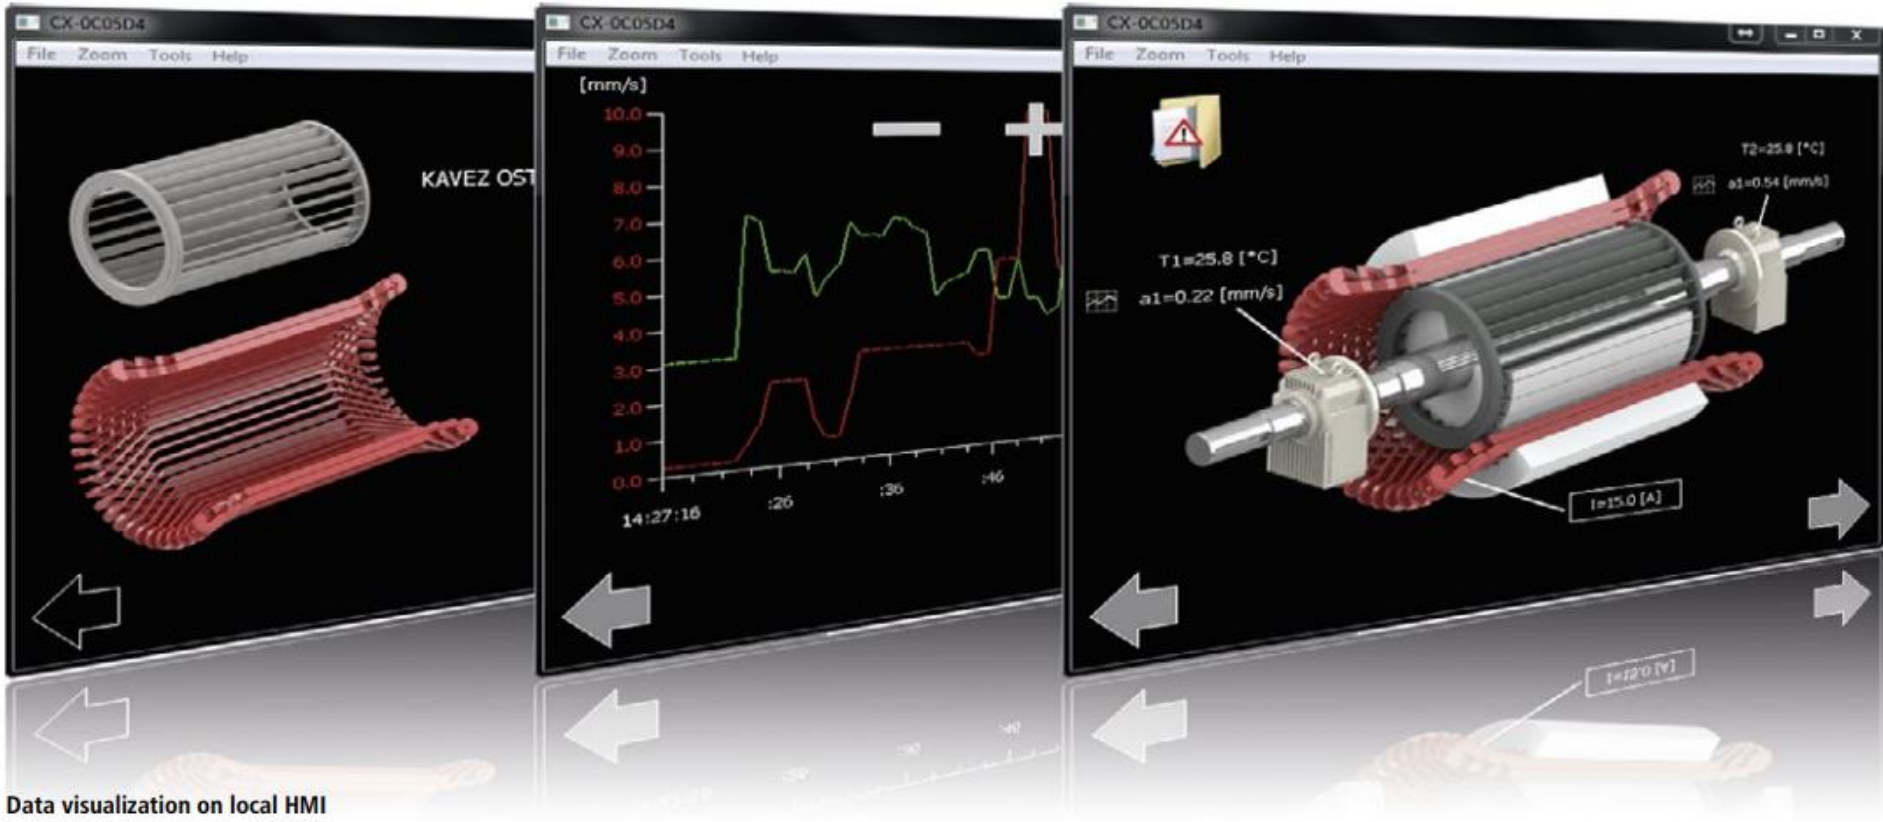 CX-0C05D4
File Zoom Tools Help
KAVEZ OST
CX-0C05D4
File Zoom Tools Help
[mm/s]
10.0
9.0
8.0
7.0
6.0
5.0
4.0
3.0
2.0
1.0
0.0
14:27:16 :26 :36 :46
CX-0C05D4
File Zoom Tools Help
T2=25.8 [°C]
a1=0.54 [mm/s]
T1=25.8 [°C]
a1=0.22 [mm/s]
I=15.0 [A]
Data visualization on local HMI